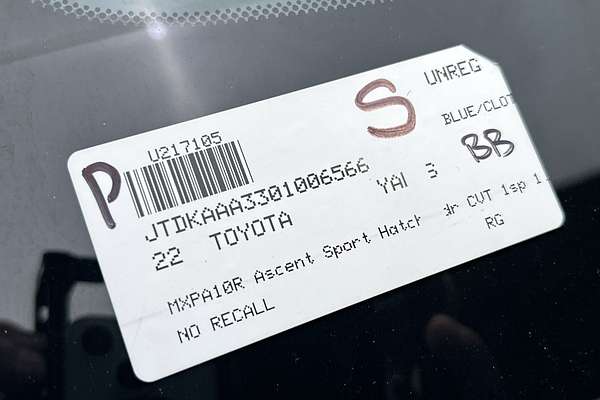 P
S
UNREG
U217105
BLUE/CLOT
BB
JTDKAAA3301006566
YAI 3
22 TOYOTA
MXPA10R Ascent Sport Hatch dr CVT 1sp 1
NO RECALL
RG